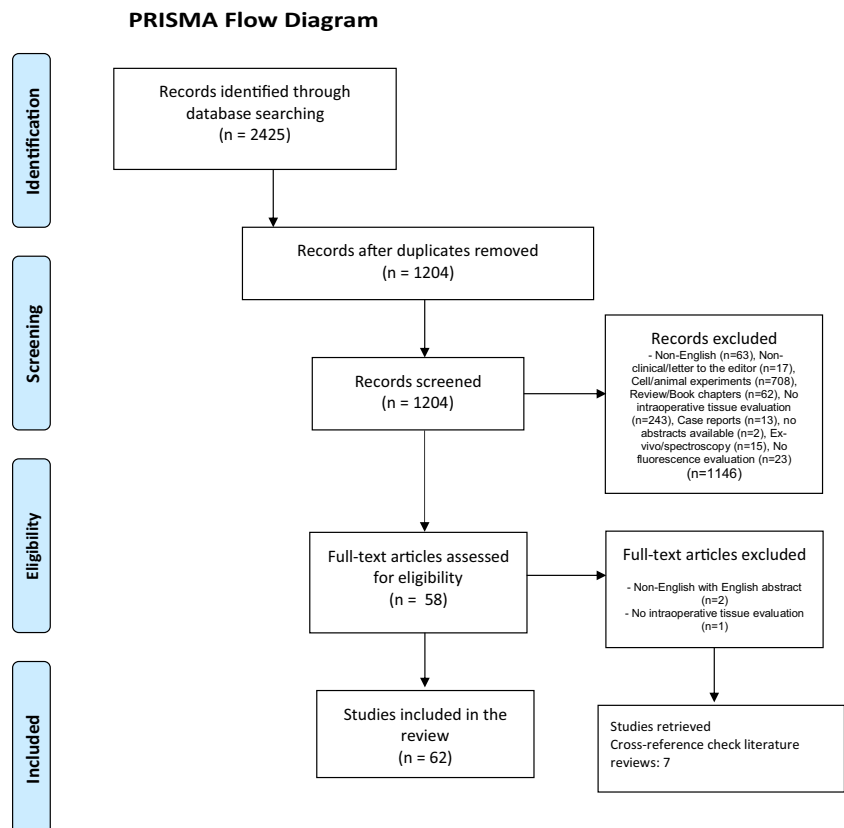 PRISMA Flow Diagram
Identification
Records identified through
database searching
(n = 2425)
Records after duplicates removed
(n = 1204)
Screening
Records screened
(n = 1204)
Records excluded
- Non-English (n=63), Non-
clinical/letter to the editor (n=17),
Cell/animal experiments (n=708),
Review/Book chapters (n=62), No
intraoperative tissue evaluation
(n=243), Case reports (n=13), no
abstracts available (n=2), Ex-
vivo/spectroscopy (n=15), No
fluorescence evaluation (n=23)
(n=1146)
Eligibility
Full-text articles assessed
for eligibility
(n = 58)
Full-text articles excluded
- Non-English with English abstract
(n=2)
- No intraoperative tissue evaluation
(n=1)
Included
Studies included in the
review
(n = 62)
Studies retrieved
Cross-reference check literature
reviews: 7